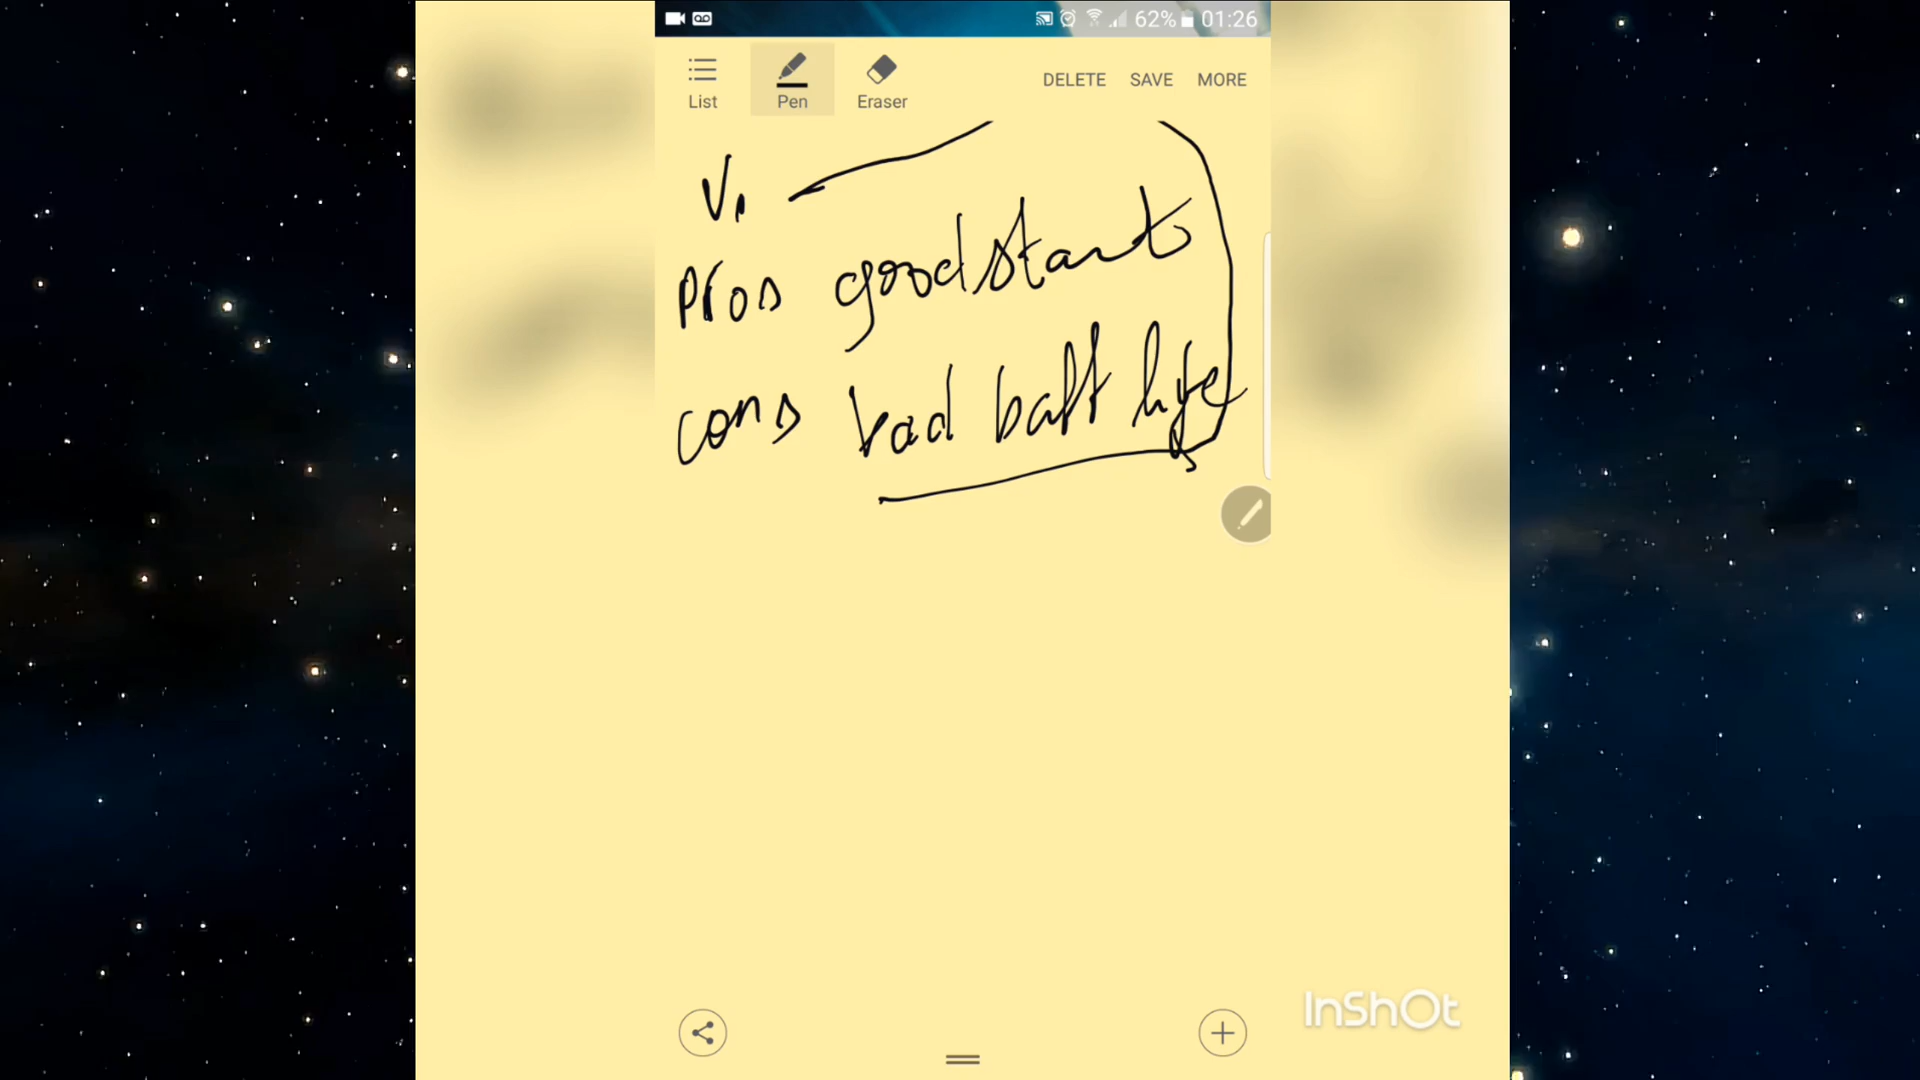 62% 01:26
List Pen Eraser DELETE SAVE MORE
V1
pros good start
cons bad batt life
InShOt